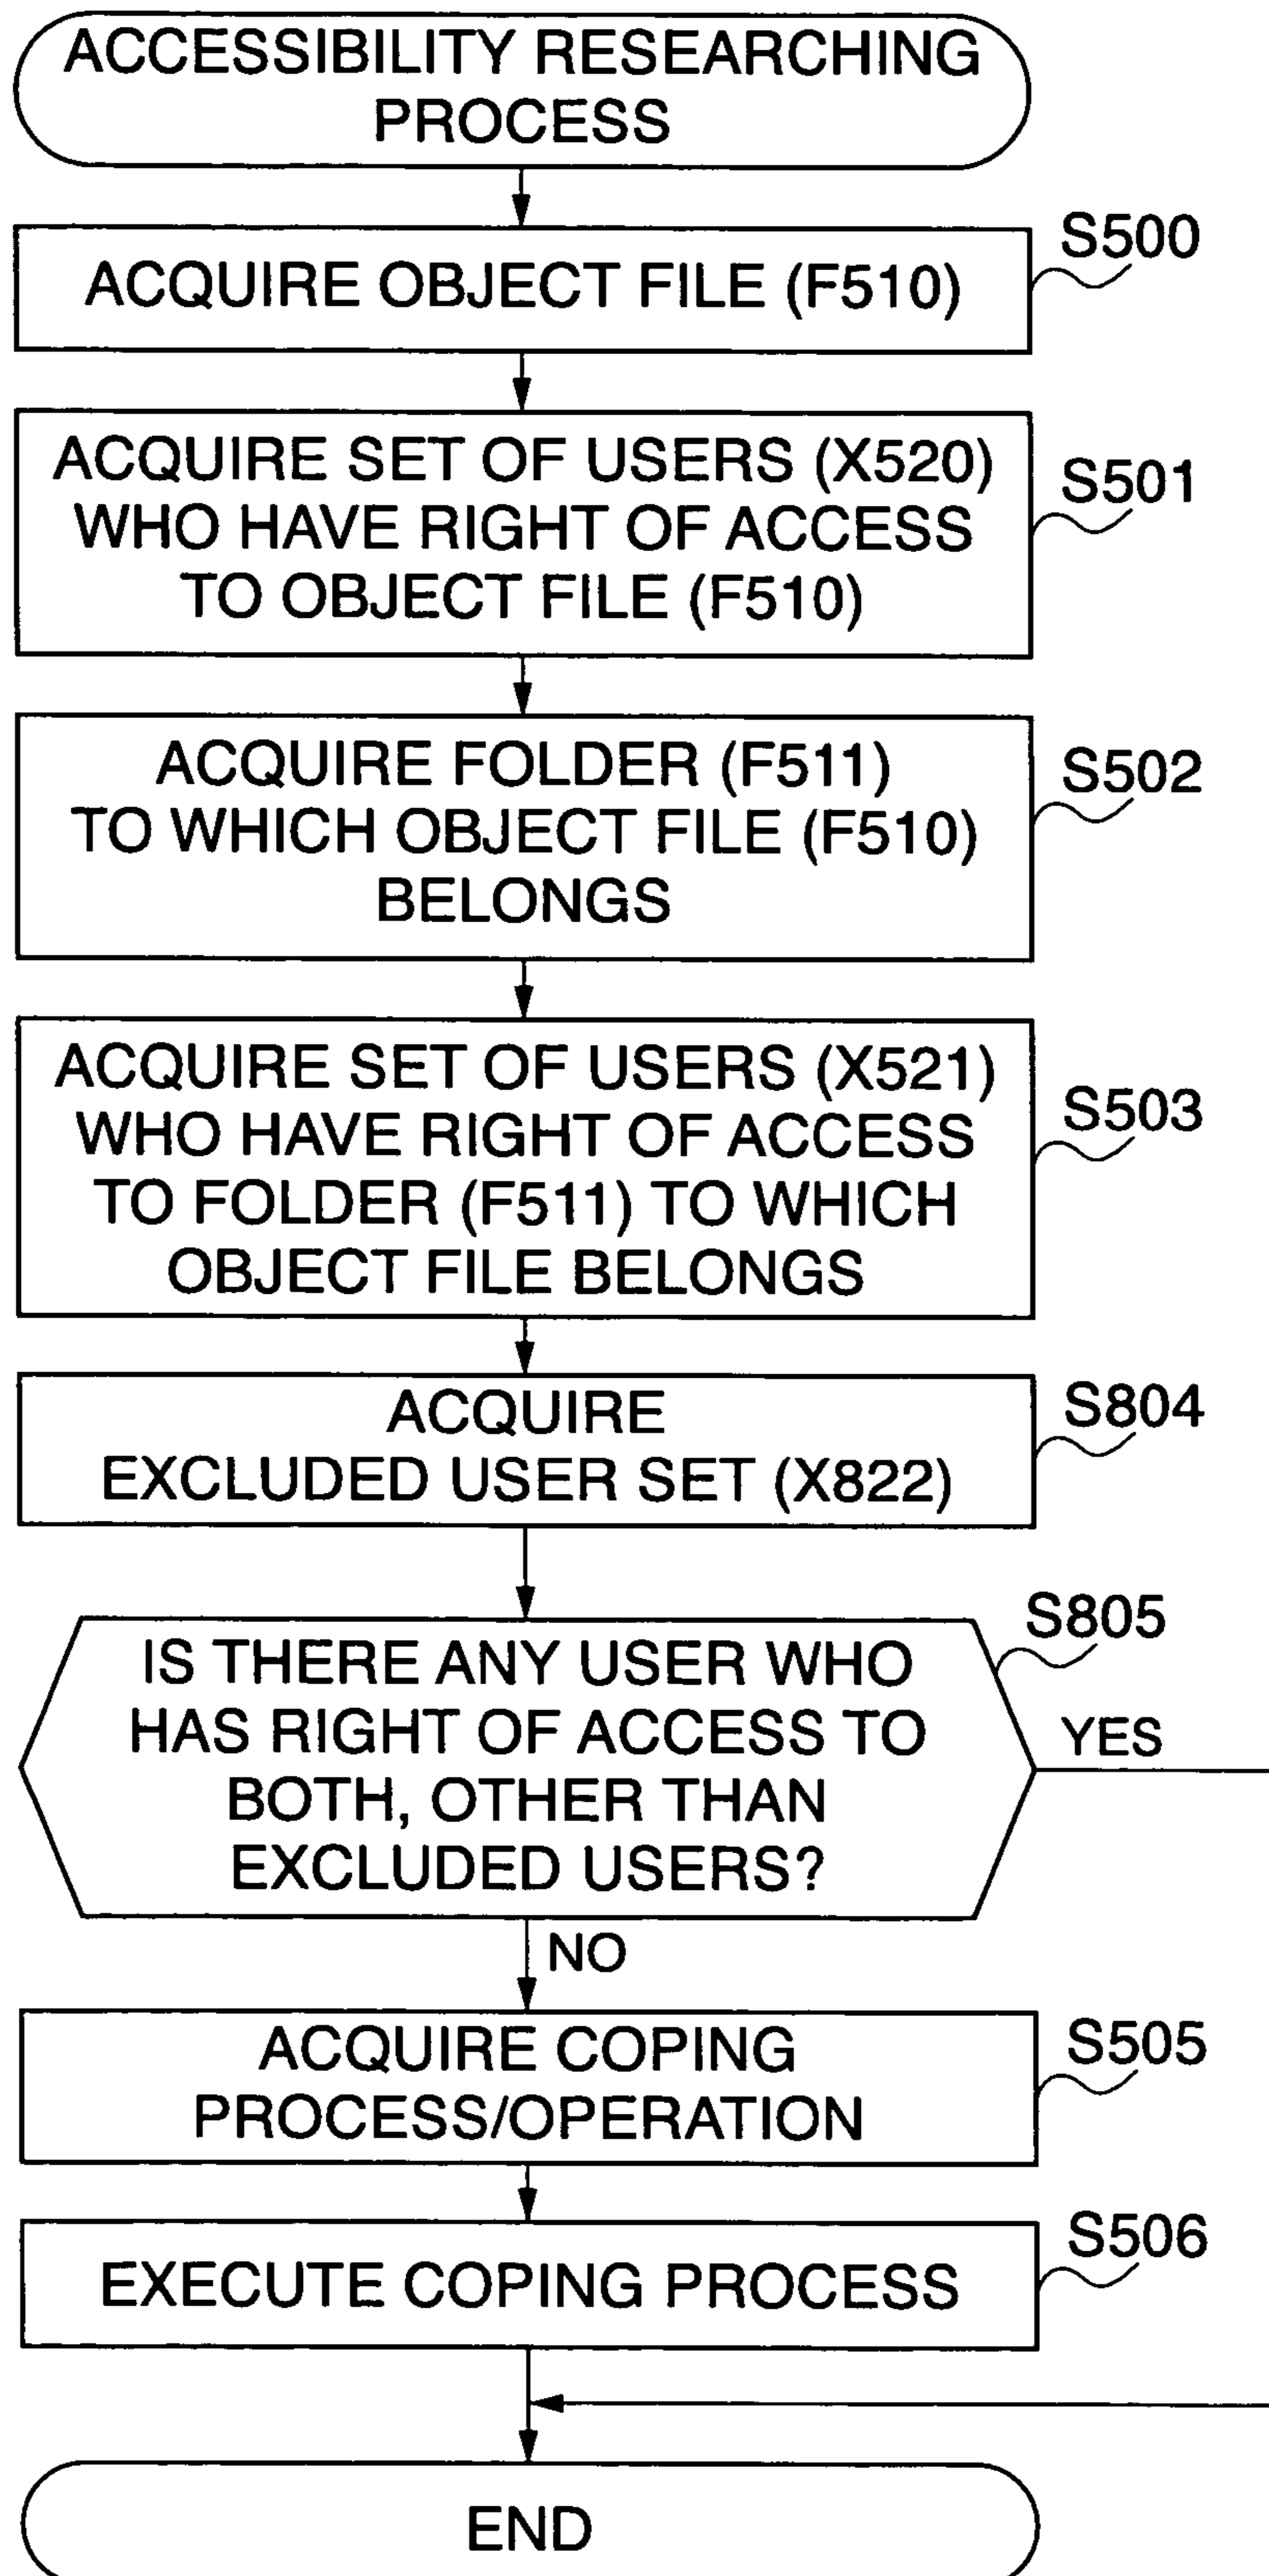 ACCESSIBILITY RESEARCHING
PROCESS
S500
ACQUIRE OBJECT FILE (F510)
ACQUIRE SET OF USERS (X520)
WHO HAVE RIGHT OF ACCESS
TO OBJECT FILE (F510)
S501
ACQUIRE FOLDER (F511)
TO WHICH OBJECT FILE (F510)
BELONGS
S502
ACQUIRE SET OF USERS (X521)
WHO HAVE RIGHT OF ACCESS
TO FOLDER (F511) TO WHICH
OBJECT FILE BELONGS
S503
ACQUIRE
EXCLUDED USER SET (X822)
S804
IS THERE ANY USER WHO
HAS RIGHT OF ACCESS TO
BOTH, OTHER THAN
EXCLUDED USERS?
S805
YES
NO
ACQUIRE COPING
PROCESS/OPERATION
S505
EXECUTE COPING PROCESS
S506
END